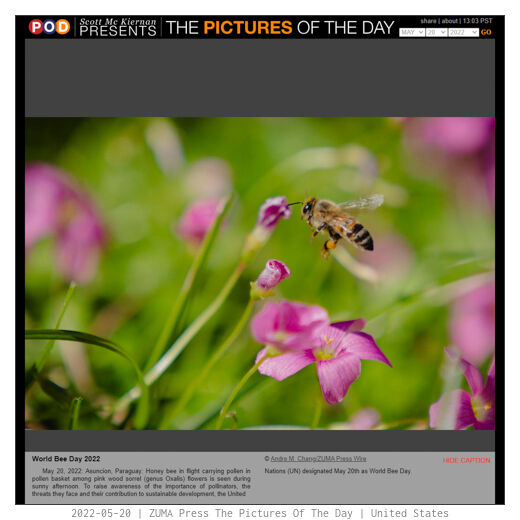 POD
Scott Mc Kiernan
PRESENTS
THE PICTURES OF THE DAY
share | about | 13:03 PST
MAY 20 2022 GO
World Bee Day 2022
May 20, 2022: Asuncion, Paraguay: Honey bee in flight carrying pollen in
pollen basket among pink wood sorrel (genus Oxalis) flowers is seen during
sunny afternoon. To raise awareness of the importance of pollinators, the
threats they face and their contribution to sustainable development, the United
© Andre M. Chang/ZUMA Press Wire
Nations (UN) designated May 20th as World Bee Day.
HIDE CAPTION
2022-05-20 | ZUMA Press The Pictures Of The Day | United States